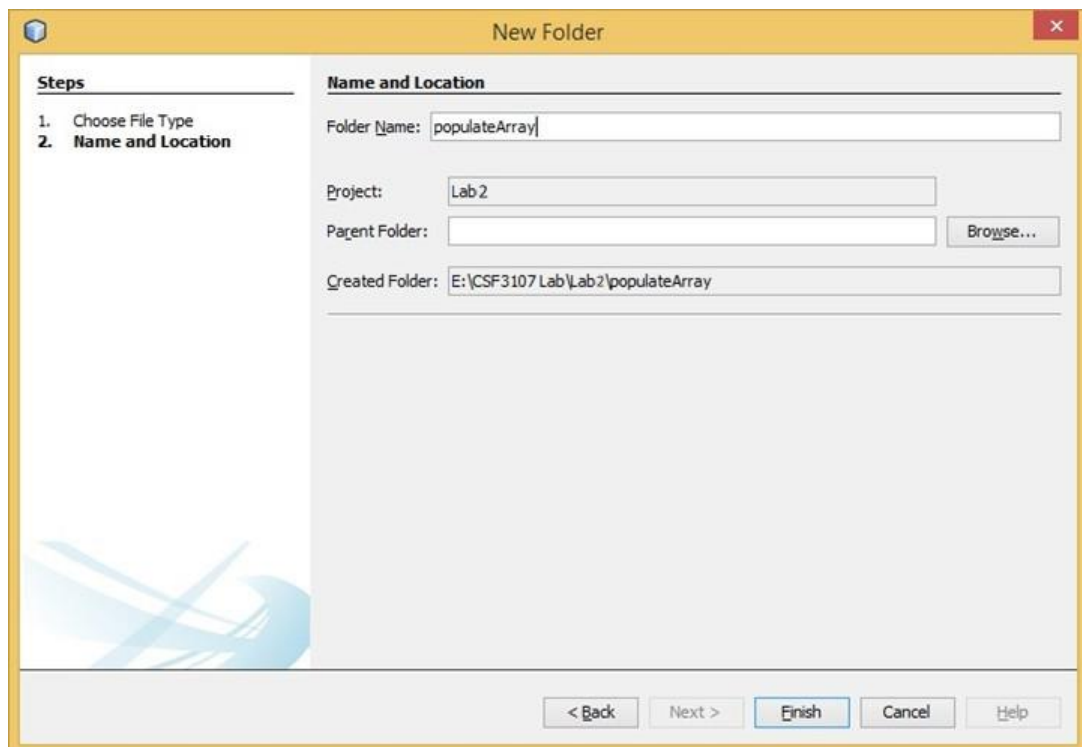 New Folder
Steps
1. Choose File Type
2. Name and Location
Name and Location
Folder Name: populateArray
Project: Lab2
Parent Folder: Browse...
Created Folder: E:\CSF3107 Lab\Lab2\populateArray
< Back Next > Finish Cancel Help